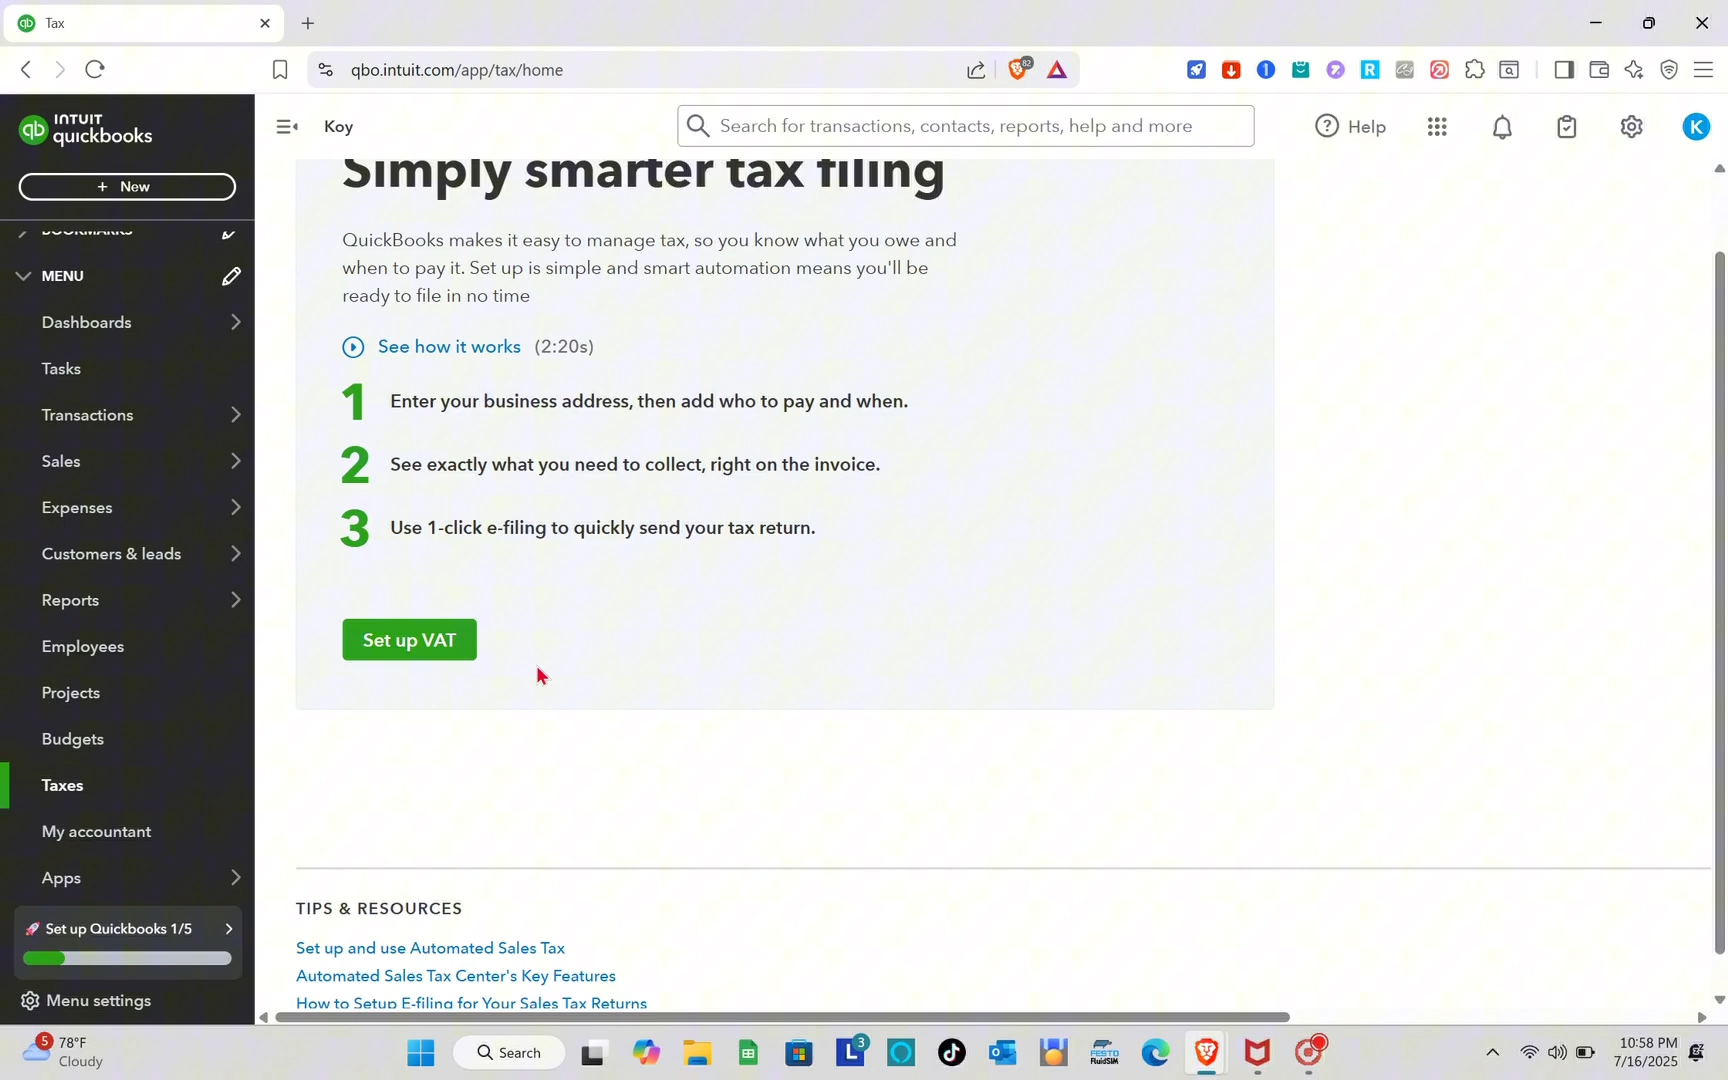 Tax
qbo.intuit.com/app/tax/home
82
INTUIT
quickbooks
Koy
Search for transactions, contacts, reports, help and more
Help
K
+ New
BOOKMARKS
MENU
Dashboards
Tasks
Transactions
Sales
Expenses
Customers & leads
Reports
Employees
Projects
Budgets
Taxes
My accountant
Apps
Set up Quickbooks 1/5
Menu settings
Simply smarter tax filing
QuickBooks makes it easy to manage tax, so you know what you owe and
when to pay it. Set up is simple and smart automation means you'll be
ready to file in no time
See how it works (2:20s)
1 Enter your business address, then add who to pay and when.
2 See exactly what you need to collect, right on the invoice.
3 Use 1-click e-filing to quickly send your tax return.
Set up VAT
TIPS & RESOURCES
Set up and use Automated Sales Tax
Automated Sales Tax Center's Key Features
How to Setup E-filing for Your Sales Tax Returns
5
78°F
Cloudy
Search
L
3
FESTO
FluidSIM
10:58 PM
7/16/2025